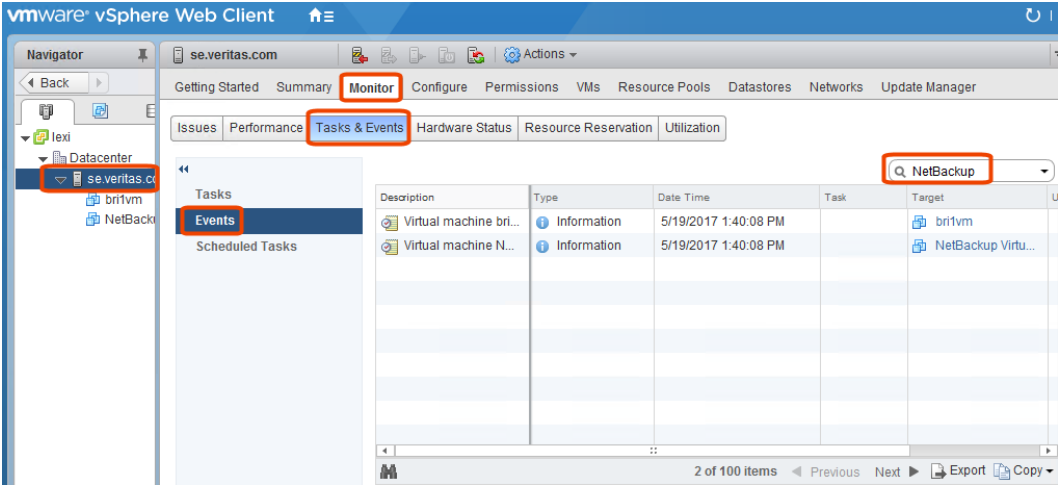 vmware® vSphere Web Client
Navigator
se.veritas.com
Actions
Back
Getting Started Summary Monitor Configure Permissions VMs Resource Pools Datastores Networks Update Manager
lexi
Datacenter
se.veritas.co
bri1vm
NetBack
Issues Performance Tasks & Events Hardware Status Resource Reservation Utilization
NetBackup
Tasks
Events
Scheduled Tasks
Description Type Date Time Task Target
Virtual machine bri... Information 5/19/2017 1:40:08 PM bri1vm
Virtual machine N... Information 5/19/2017 1:40:08 PM NetBackup Virtu...
2 of 100 items Previous Next Export Copy